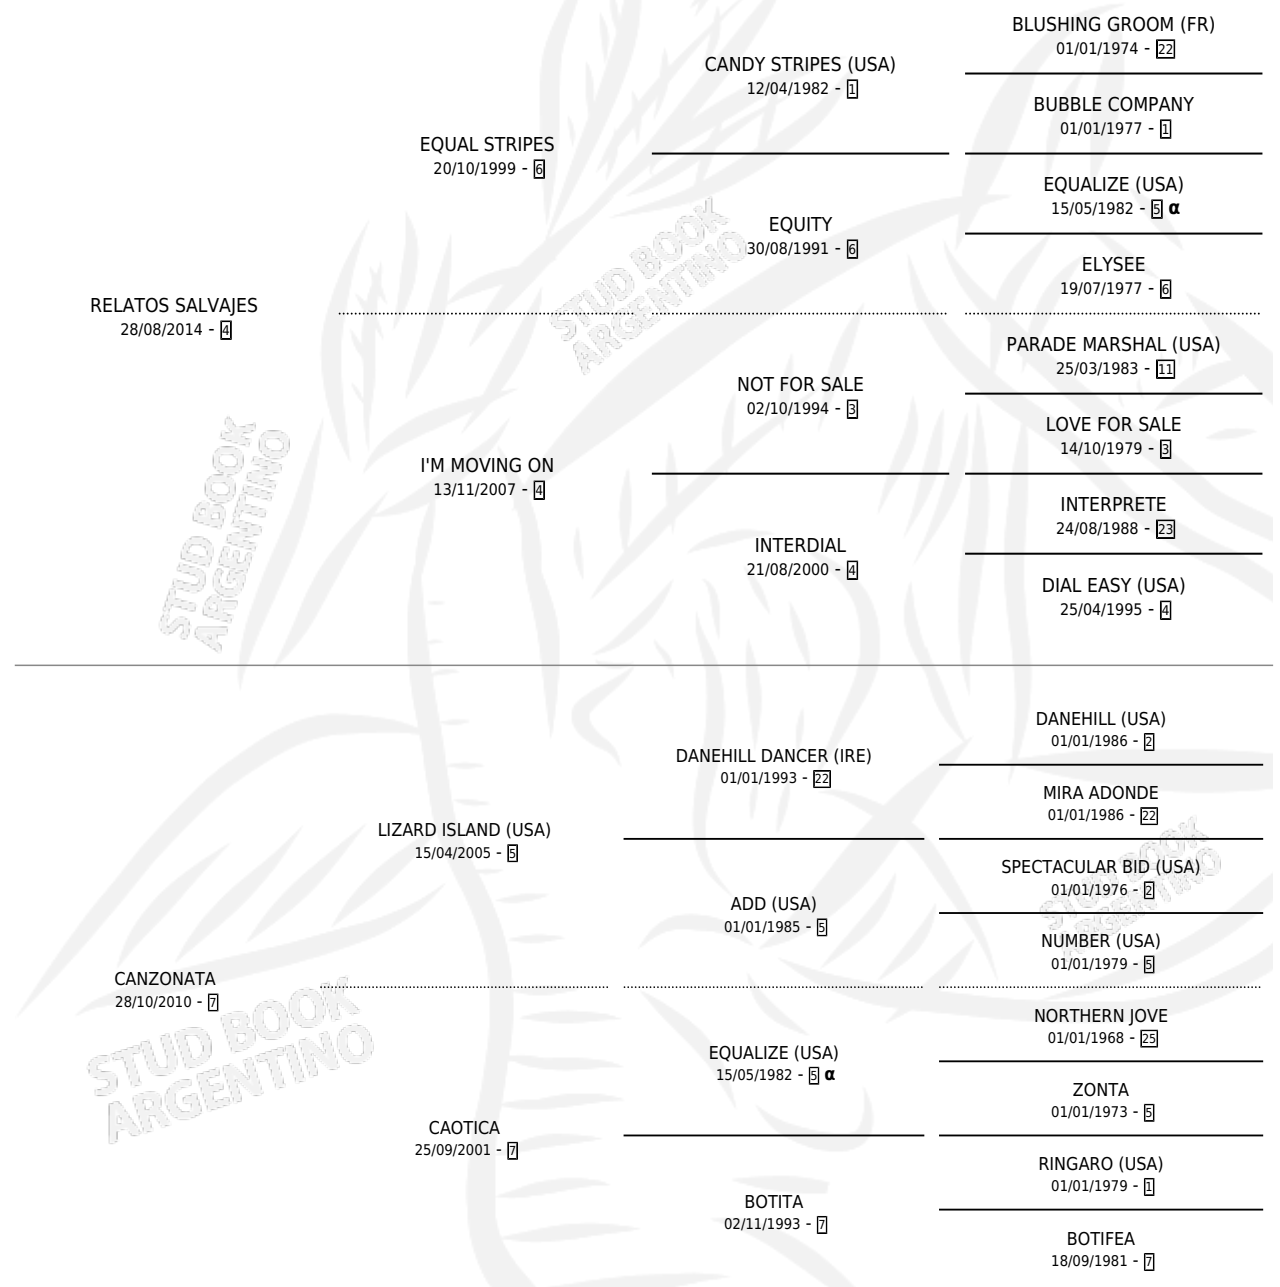 BLUSHING GROOM (FR)
01/01/1974 - 22
CANDY STRIPES (USA)
12/04/1982 - 1
BUBBLE COMPANY
01/01/1977 - 1
EQUAL STRIPES
20/10/1999 - 6
EQUALIZE (USA)
15/05/1982 - 5 α
EQUITY
30/08/1991 - 6
ELYSEE
19/07/1977 - 6
RELATOS SALVAJES
28/08/2014 - 4
PARADE MARSHAL (USA)
25/03/1983 - 11
NOT FOR SALE
02/10/1994 - 3
LOVE FOR SALE
14/10/1979 - 3
I'M MOVING ON
13/11/2007 - 4
INTERPRETE
24/08/1988 - 23
INTERDIAL
21/08/2000 - 4
DIAL EASY (USA)
25/04/1995 - 4
STUD BOOK
ARGENTINO
STUD BOOK
ARGENTINO
DANEHILL (USA)
01/01/1986 - 2
DANEHILL DANCER (IRE)
01/01/1993 - 22
MIRA ADONDE
01/01/1986 - 22
LIZARD ISLAND (USA)
15/04/2005 - 5
SPECTACULAR BID (USA)
01/01/1976 - 2
ADD (USA)
01/01/1985 - 5
NUMBER (USA)
01/01/1979 - 5
CANZONATA
28/10/2010 - 7
NORTHERN JOVE
01/01/1968 - 25
EQUALIZE (USA)
15/05/1982 - 5 α
ZONTA
01/01/1973 - 5
CAOTICA
25/09/2001 - 7
RINGARO (USA)
01/01/1979 - 1
BOTITA
02/11/1993 - 7
BOTIFEA
18/09/1981 - 7
STUD BOOK
ARGENTINO
STUD BOOK
ARGENTINO